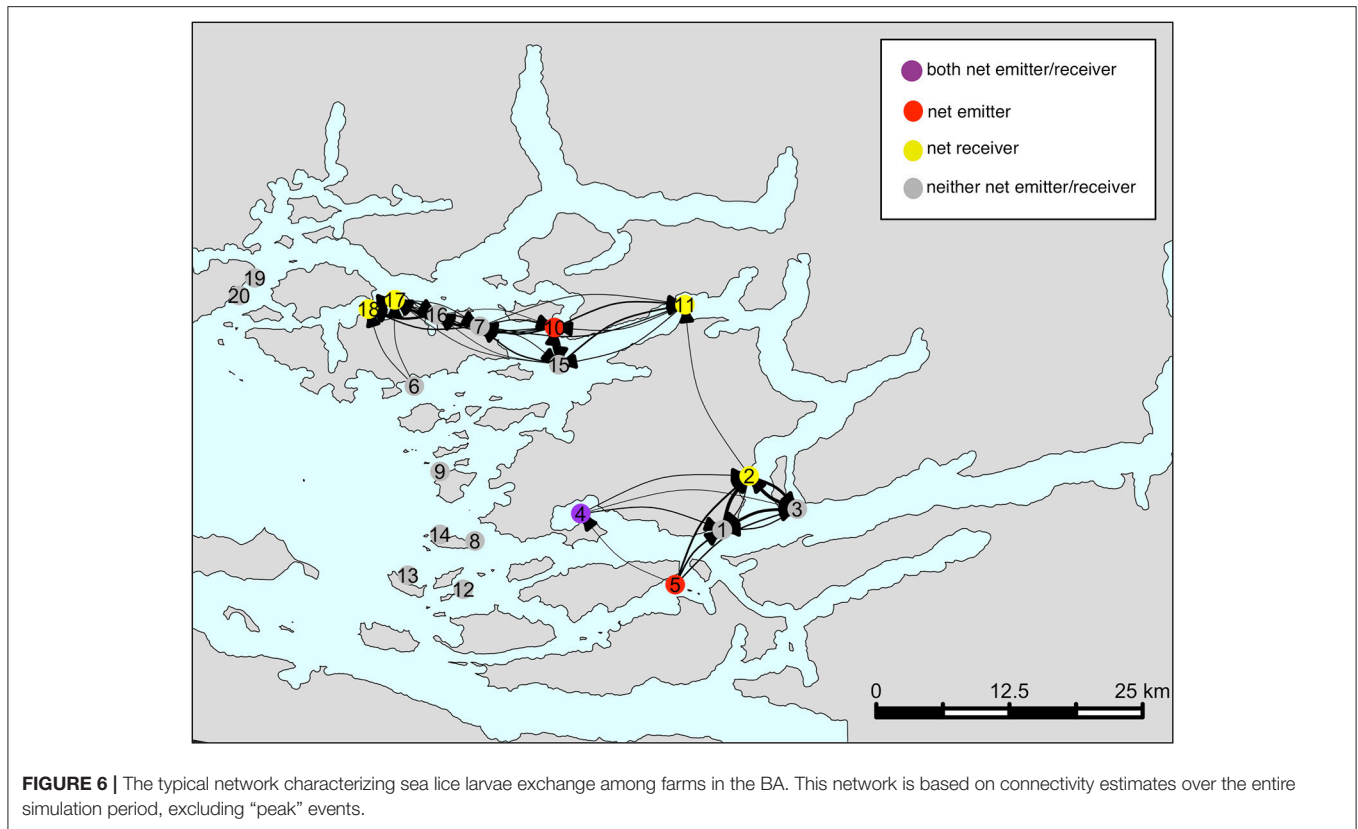 both net emitter/receiver
net emitter
net receiver
neither net emitter/receiver
19
20
17
18
16
7
10
11
15
6
9
2
3
4
1
14
8
13
12
5
0 12.5 25 km
FIGURE 6 | The typical network characterizing sea lice larvae exchange among farms in the BA. This network is based on connectivity estimates over the entire
simulation period, excluding “peak” events.